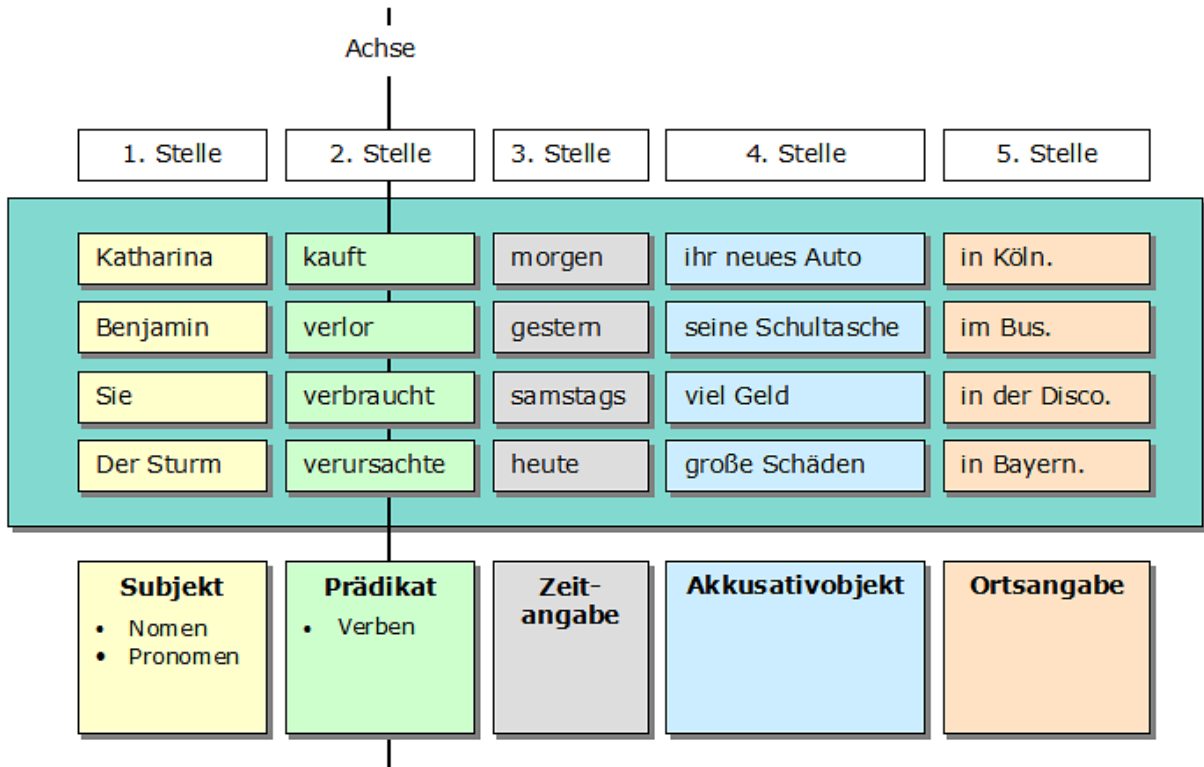 Achse
1. Stelle 2. Stelle 3. Stelle 4. Stelle 5. Stelle
Katharina kauft morgen ihr neues Auto in Köln.
Benjamin verlor gestern seine Schultasche im Bus.
Sie verbraucht samstags viel Geld in der Disco.
Der Sturm verursachte heute große Schäden in Bayern.
Subjekt
• Nomen
• Pronomen
Prädikat
• Verben
Zeit-
angabe
Akkusativobjekt
Ortsangabe